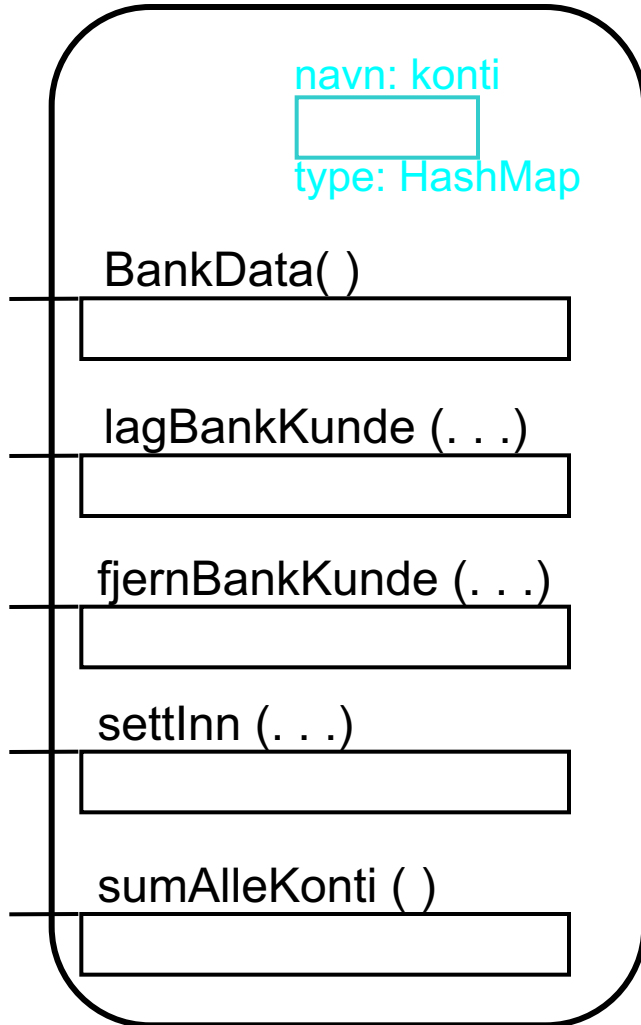 navn: konti
type: HashMap
BankData( )
lagBankKunde (. . .)
fjernBankKunde (. . .)
settInn (. . .)
sumAlleKonti ( )